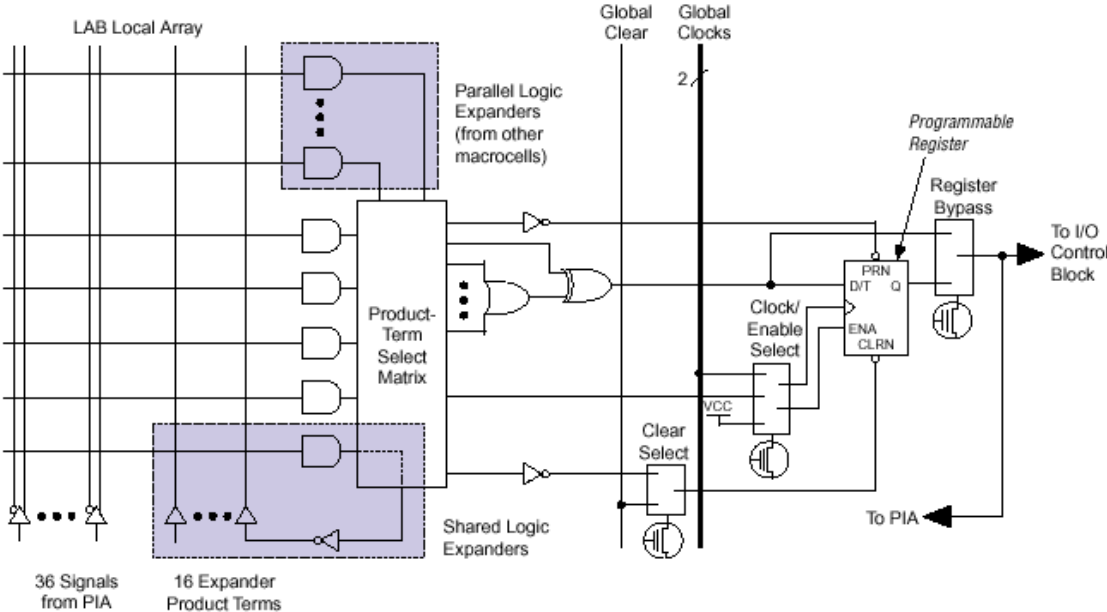 LAB Local Array
Global
Clear
Global
Clocks
2
Parallel Logic
Expanders
(from other
macrocells)
Programmable
Register
Register
Bypass
To I/O
Control
Block
PRN
D/T
Q
Clock/
Enable
Select
ENA
CLRN
Product-
Term
Select
Matrix
VCC
Clear
Select
To PIA
Shared Logic
Expanders
36 Signals
from PIA
16 Expander
Product Terms